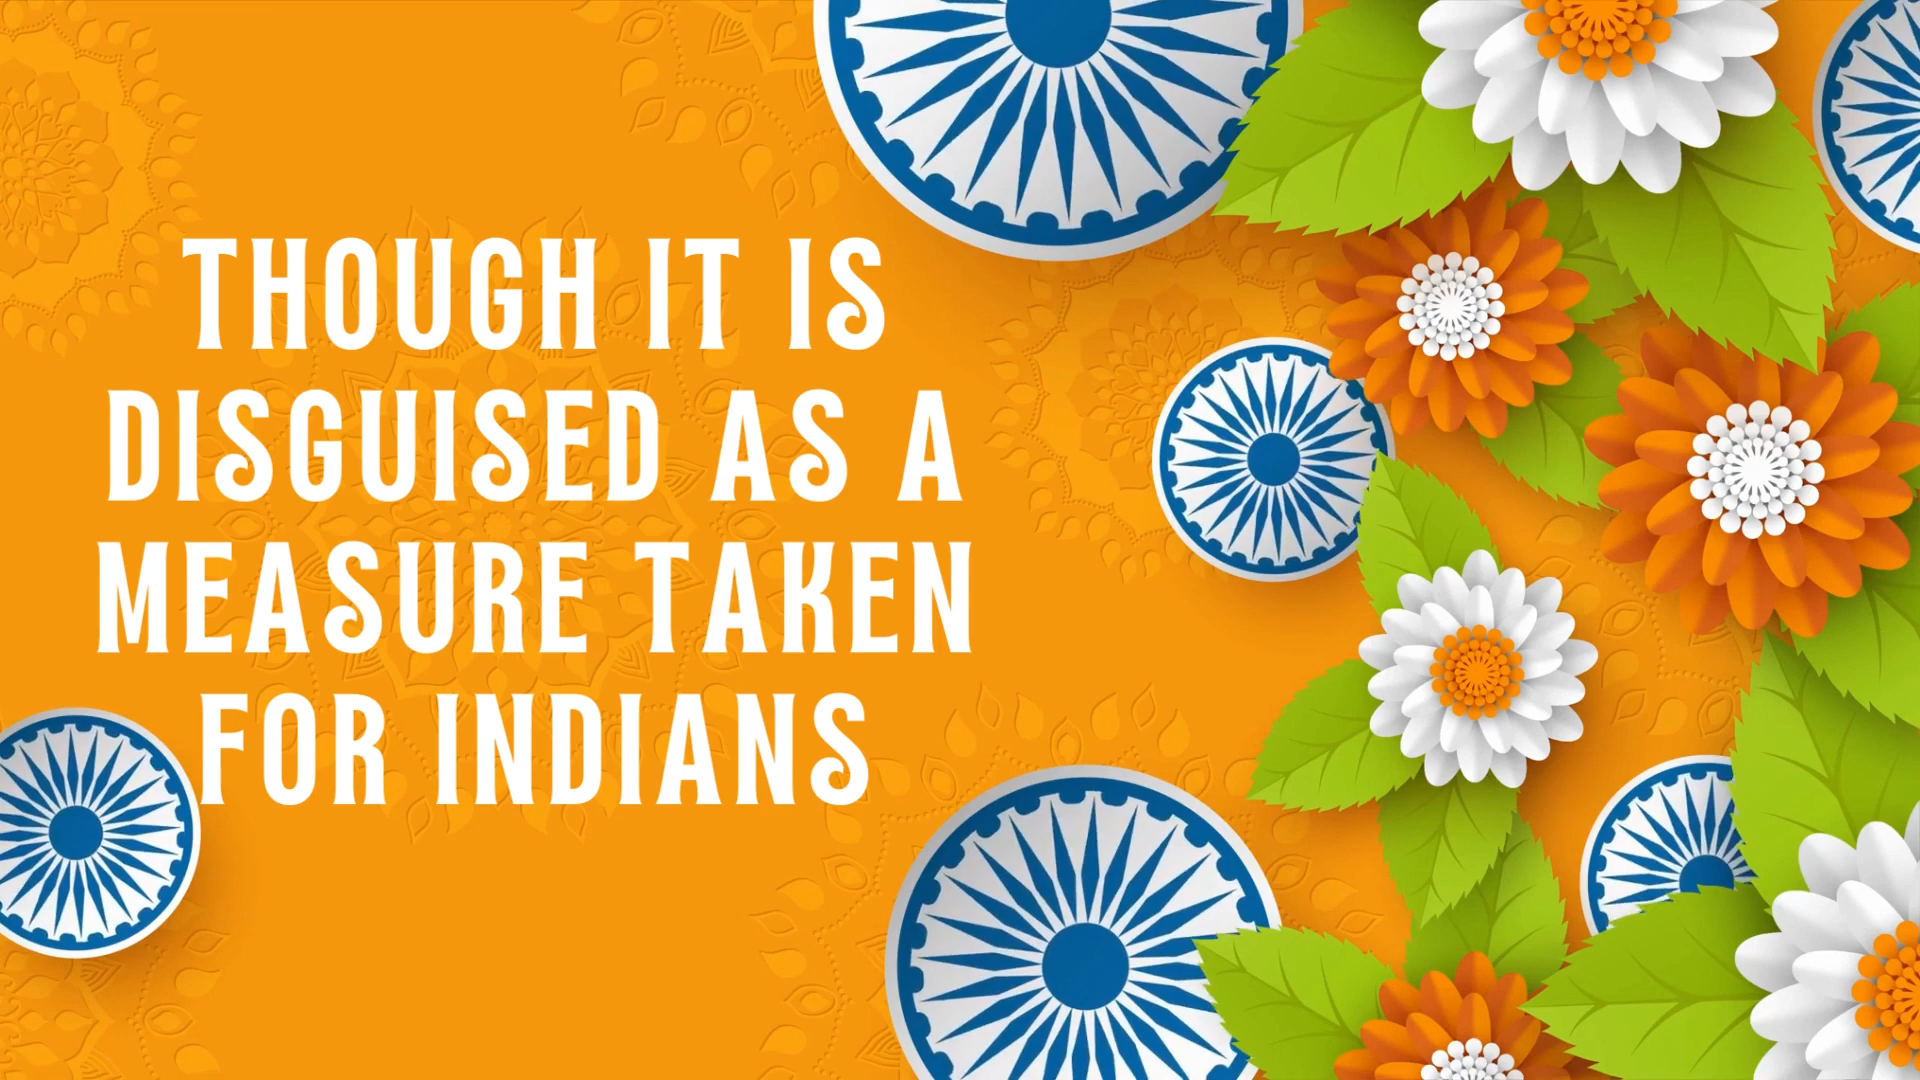 THOUGH IT IS
DISGUISED AS A
MEASURE TAKEN
FOR INDIANS